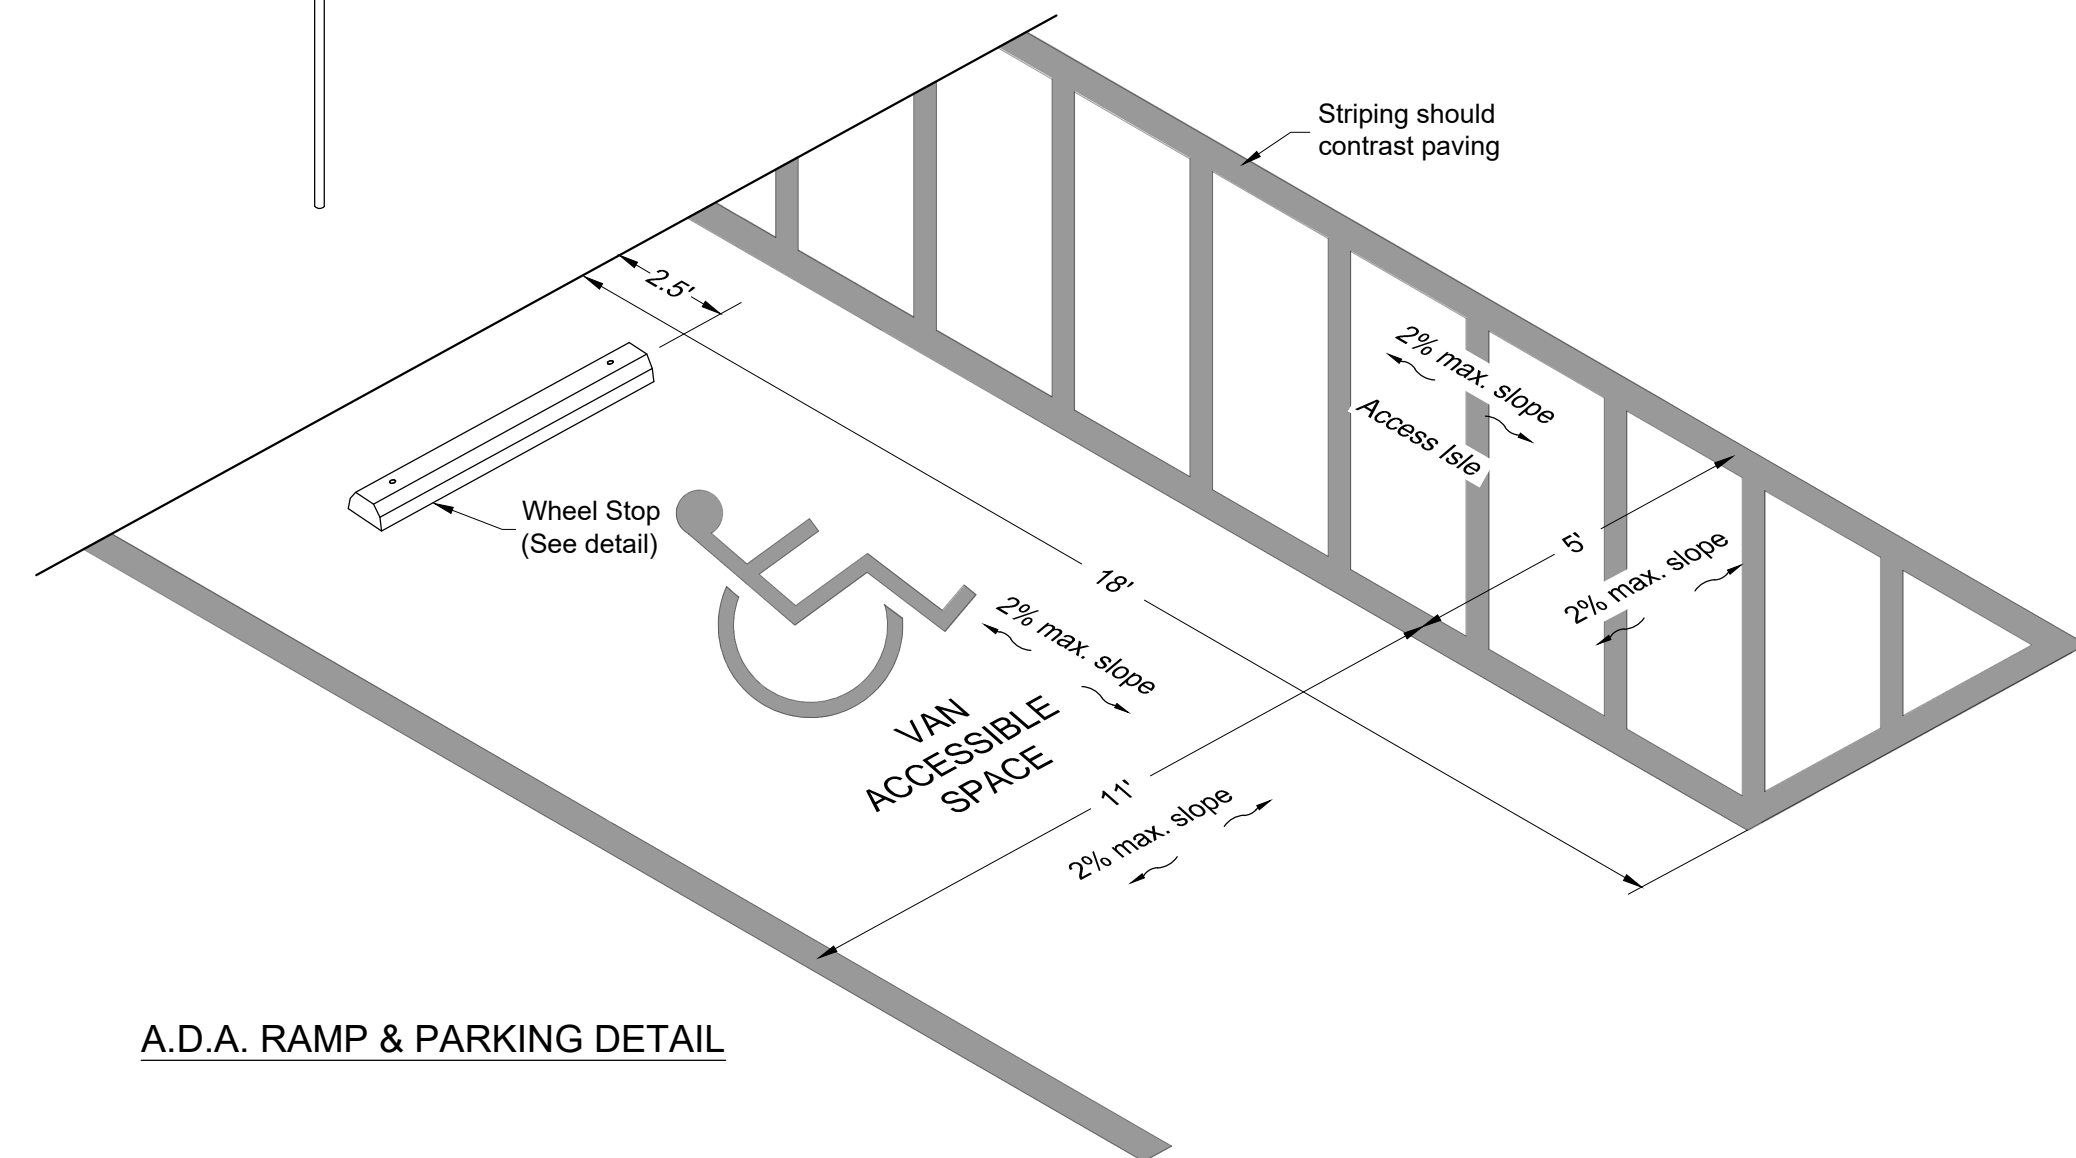 Striping should
contrast paving
2.5'
2% max. slope
Access Isle
Wheel Stop
(See detail)
5'
2% max. slope
18'
2% max. slope
VAN
ACCESSIBLE
SPACE
11'
2% max. slope
A.D.A. RAMP & PARKING DETAIL